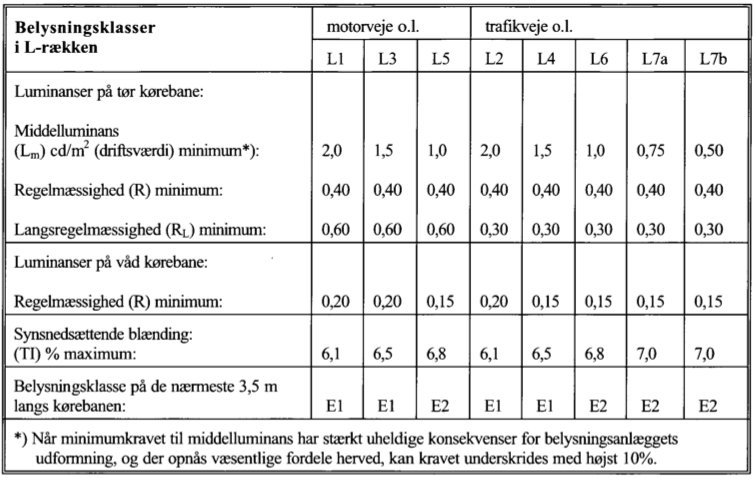 Belysningsklasser motorveje o.l. trafikveje o.l.
i L-rækken
L1 L3 L5 L2 L4 L6 L7a L7b
Luminanser på tør kørebane:
Middelluminans
(Lm) cd/m² (driftsværdi) minimum*): 2,0 1,5 1,0 2,0 1,5 1,0 0,75 0,50
Regelmæssighed (R) minimum: 0,40 0,40 0,40 0,40 0,40 0,40 0,40 0,40
Langsregelmæssighed (RL) minimum: 0,60 0,60 0,60 0,30 0,30 0,30 0,30 0,30
Luminanser på våd kørebane:
Regelmæssighed (R) minimum: 0,20 0,20 0,15 0,20 0,15 0,15 0,15 0,15
Synsnedsættende blænding:
(TI) % maximum: 6,1 6,5 6,8 6,1 6,5 6,8 7,0 7,0
Belysningsklasse på de nærmeste 3,5 m
langs kørebanen: E1 E1 E2 E1 E1 E2 E2 E2
*) Når minimumkravet til middelluminans har stærkt uheldige konsekvenser for belysningsanlæggets
udformning, og der opnås væsentlige fordele herved, kan kravet underskrides med højst 10%.